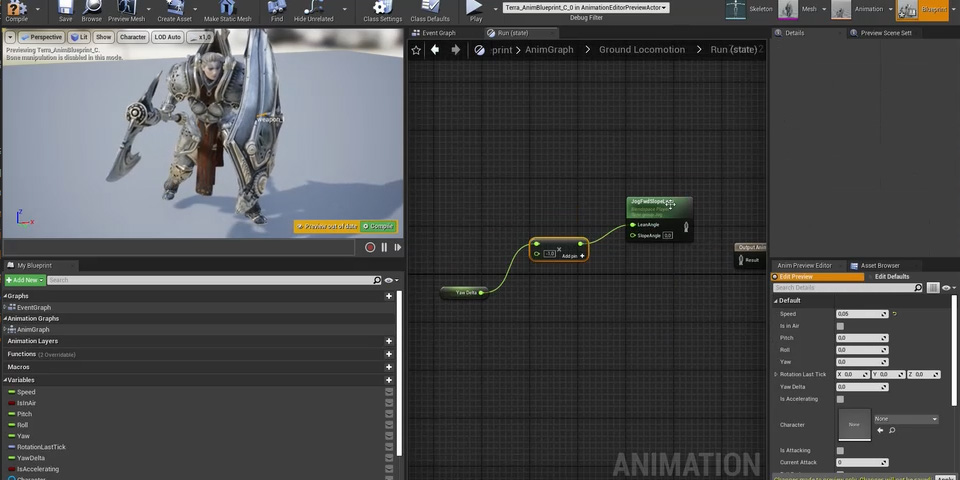 Compile
Save
Browse
Preview Mesh
Create Asset
Make Static Mesh
Find
Hide Unrelated
Class Settings
Class Defaults
Play
Terra_AnimBlueprint_C_0 in AnimationEditorPreviewActor
Debug Filter
Skeleton
Mesh
Animation
Blueprint
Perspective
Lit
Show
Character
LOD Auto
x1,0
Previewing Terra_AnimBlueprint_C.
Bone manipulation is disabled in this mode.
Preview out of date
Compile
Event Graph
Run (state)
print > AnimGraph > Ground Locomotion > Run (state)
Yaw Delta
-1,0
Add pin
LeanAngle
SlopeAngle 0,0
Result
ANIMATION
Details
Preview Scene Sett
My Blueprint
Add New
Search
Graphs
EventGraph
Animation Graphs
AnimGraph
Animation Layers
Functions (2 Overridable)
Macros
Variables
Speed
IsInAir
Pitch
Roll
Yaw
RotationLastTick
YawDelta
IsAccelerating
Character
Anim Preview Editor
Asset Browser
Edit Preview
Edit Defaults
Search Details
Default
Speed 0,05
Is in Air
Pitch 0,0
Roll 0,0
Yaw 0,0
Rotation Last Tick X 0,0 Y 0,0 Z 0,0
Yaw Delta 0,0
Is Accelerating
Character
None
None
Is Attacking
Current Attack 0
Apply